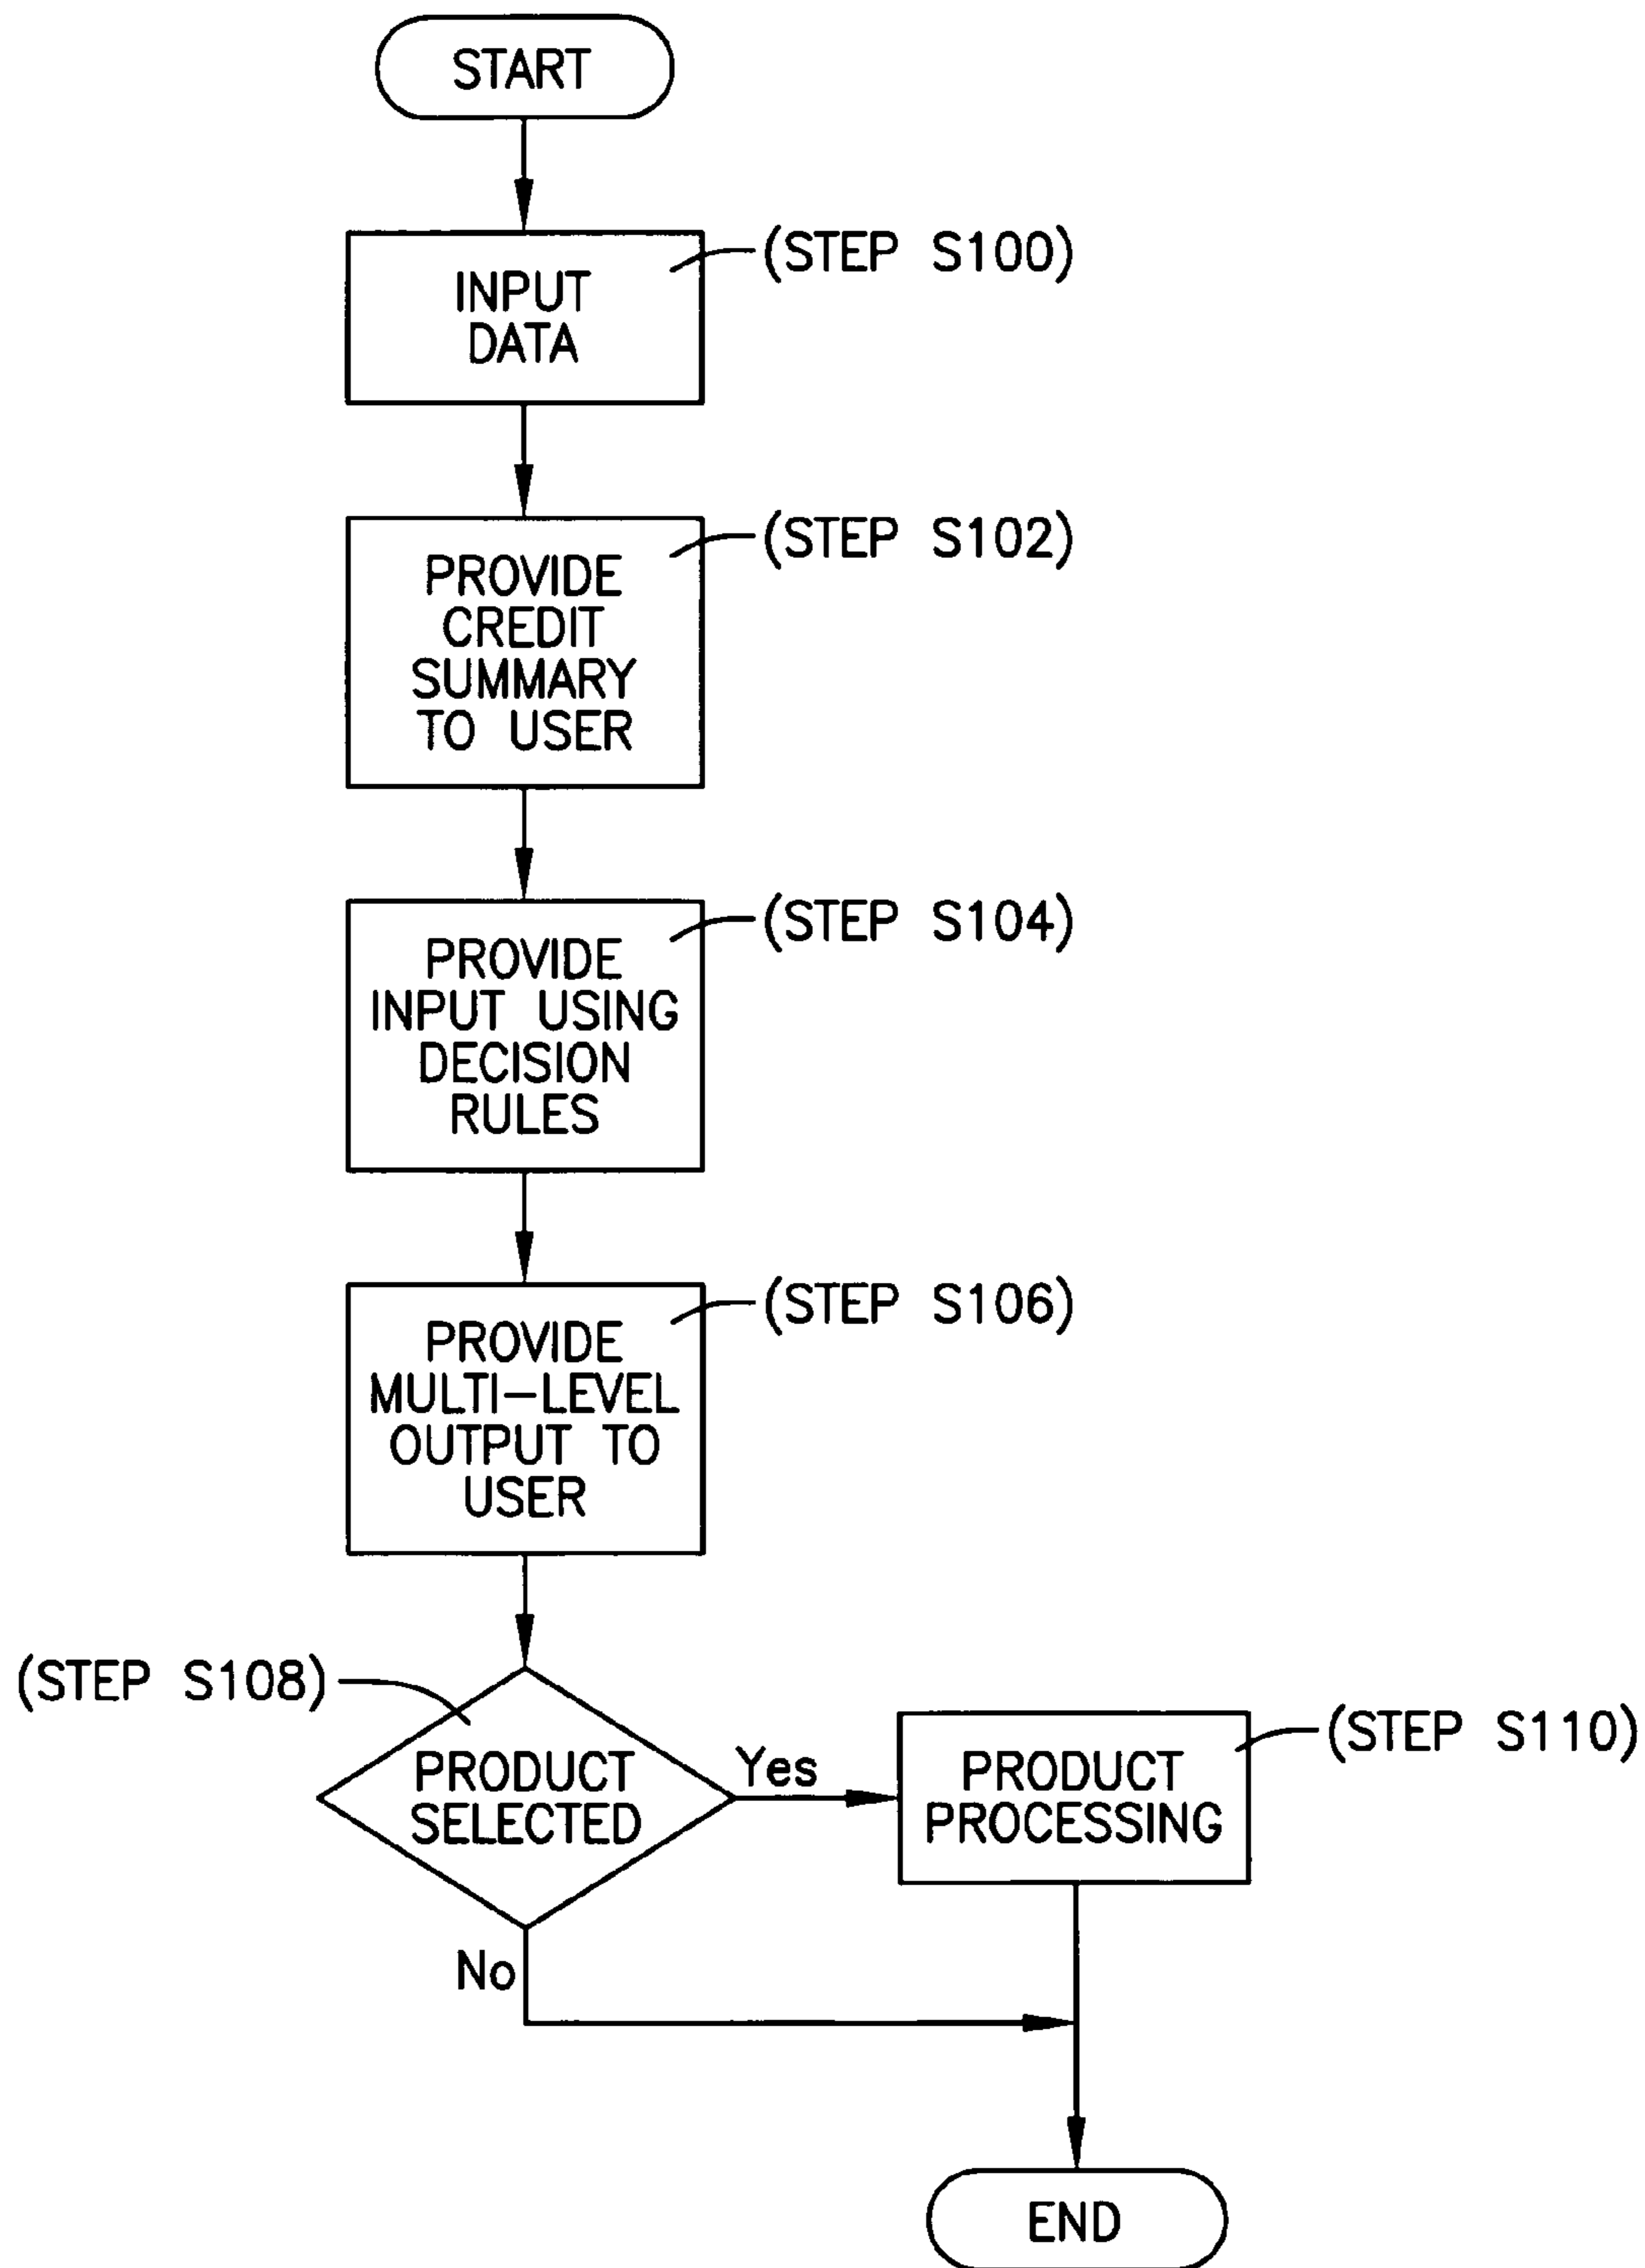 START
(STEP S100)
INPUT
DATA
(STEP S102)
PROVIDE
CREDIT
SUMMARY
TO USER
(STEP S104)
PROVIDE
INPUT USING
DECISION
RULES
(STEP S106)
PROVIDE
MULTI-LEVEL
OUTPUT TO
USER
(STEP S108)
PRODUCT
SELECTED
Yes
(STEP S110)
PRODUCT
PROCESSING
No
END